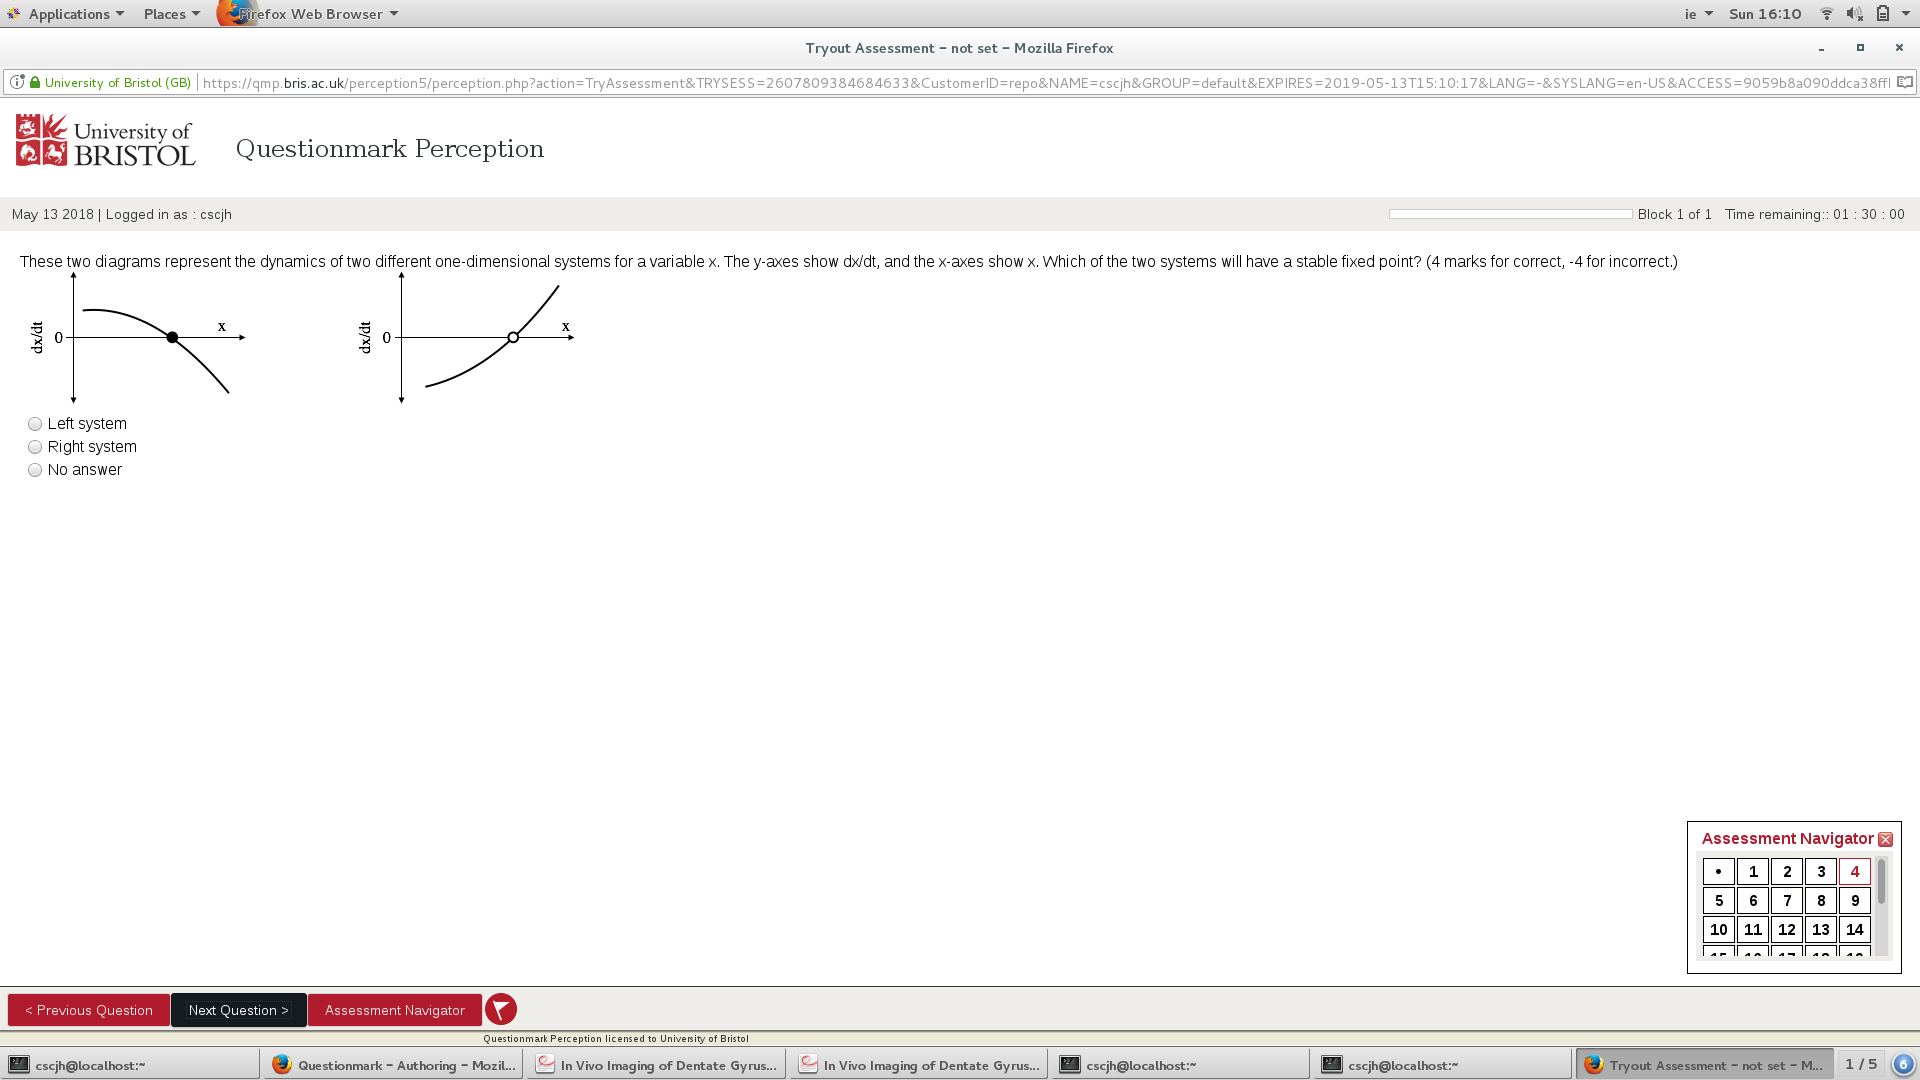 Applications Places Firefox Web Browser ie Sun 16:10
Tryout Assessment - not set - Mozilla Firefox
University of Bristol (GB) https://qmp.bris.ac.uk/perception5/perception.php?action=TryAssessment&TRYSESS=2607809384684633&CustomerID=repo&NAME=cscjh&GROUP=default&EXPIRES=2019-05-13T15:10:17&LANG=-&SYSLANG=en-US&ACCESS=9059b8a090ddca38ffl
University of
BRISTOL
Questionmark Perception
May 13 2018 | Logged in as : cscjh Block 1 of 1 Time remaining:: 01 : 30 : 00
These two diagrams represent the dynamics of two different one-dimensional systems for a variable x. The y-axes show dx/dt, and the x-axes show x. Which of the two systems will have a stable fixed point? (4 marks for correct, -4 for incorrect.)
dx/dt 0 x dx/dt 0 x
Left system
Right system
No answer
Assessment Navigator
• 1 2 3 4
5 6 7 8 9
10 11 12 13 14
< Previous Question Next Question > Assessment Navigator
Questionmark Perception licensed to University of Bristol
cscjh@localhost:~ Questionmark - Authoring - Mozil... In Vivo Imaging of Dentate Gyrus... In Vivo Imaging of Dentate Gyrus... cscjh@localhost:~ cscjh@localhost:~ Tryout Assessment - not set - M... 1 / 5 6